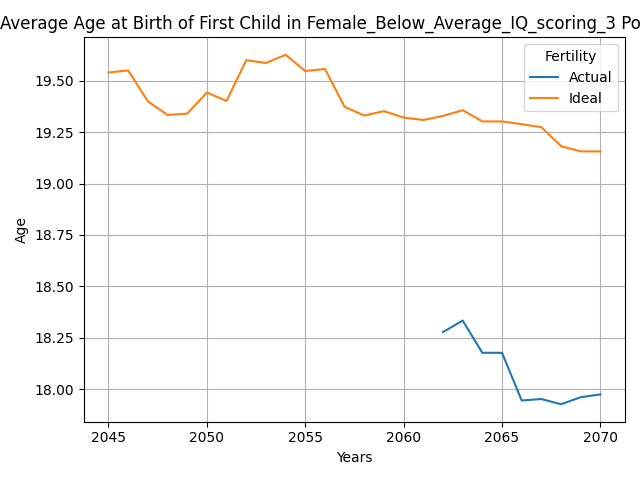 Average Age at Birth of First Child in Female_Below_Average_IQ_scoring_3 Po
Fertility
Actual
Ideal
19.50
19.25
19.00
18.75
18.50
18.25
18.00
Age
2045 2050 2055 2060 2065 2070
Years